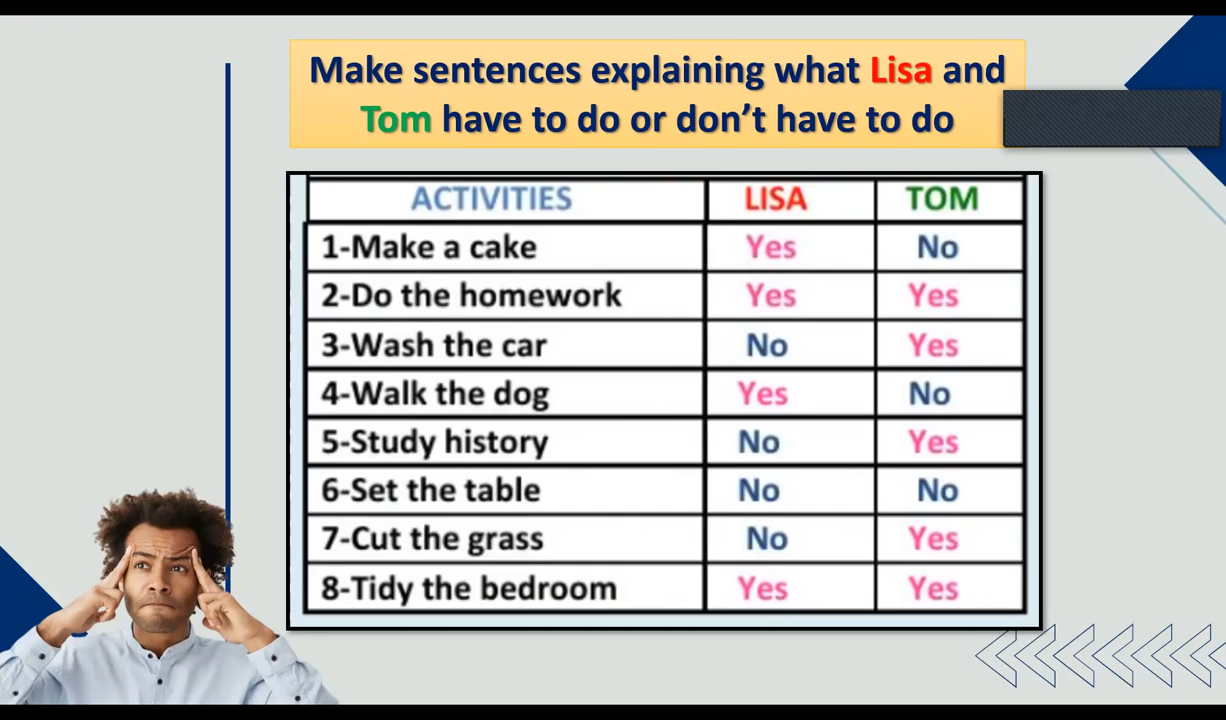 Make sentences explaining what Lisa and
Tom have to do or don’t have to do
ACTIVITIES LISA TOM
1-Make a cake Yes No
2-Do the homework Yes Yes
3-Wash the car No Yes
4-Walk the dog Yes No
5-Study history No Yes
6-Set the table No No
7-Cut the grass No Yes
8-Tidy the bedroom Yes Yes